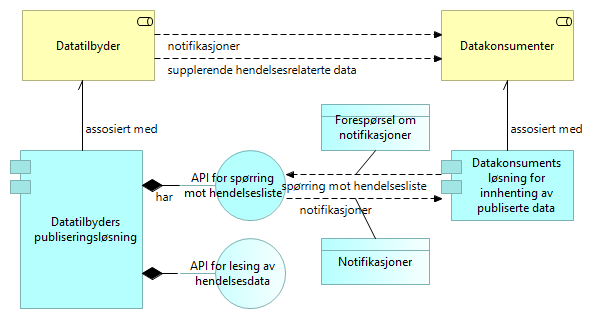 Datatilbyder
notifikasjoner
supplerende hendelsesrelaterte data
Datakonsumenter
assosiert med
assosiert med
Forespørsel om
notifikasjoner
Datatilbyders
publiseringsløsning
har
API for spørring
mot hendelsesliste
spørring mot hendelsesliste
notifikasjoner
Datakonsuments
løsning for
innhenting av
publiserte data
API for lesing av
hendelsesdata
Notifikasjoner